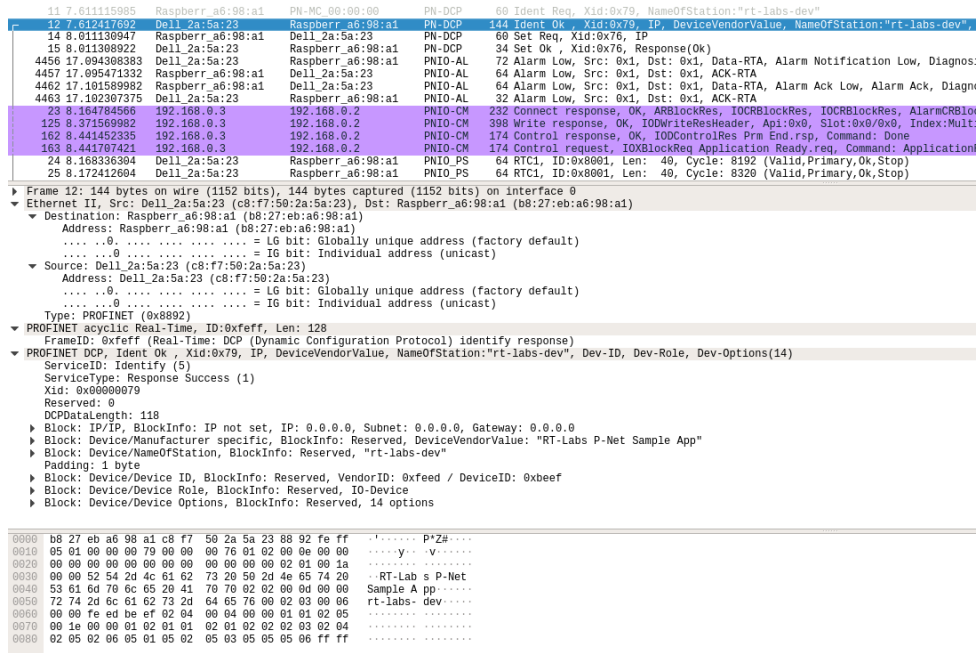 11 7.611115985 Raspberr_a6:98:a1 PN-MC_00:00:00 PN-DCP 60 Ident Req, Xid:0x79, NameOfStation:"rt-labs-dev"
12 7.612417692 Dell_2a:5a:23 Raspberr_a6:98:a1 PN-DCP 144 Ident Ok , Xid:0x79, IP, DeviceVendorValue, NameOfStation:"rt-labs-dev",
14 8.011130947 Raspberr_a6:98:a1 Dell_2a:5a:23 PN-DCP 60 Set Req, Xid:0x76, IP
15 8.011308922 Dell_2a:5a:23 Raspberr_a6:98:a1 PN-DCP 34 Set Ok , Xid:0x76, Response(Ok)
4456 17.094308383 Dell_2a:5a:23 Raspberr_a6:98:a1 PNIO-AL 72 Alarm Low, Src: 0x1, Dst: 0x1, Data-RTA, Alarm Notification Low, Diagnosi
4457 17.095471332 Raspberr_a6:98:a1 Dell_2a:5a:23 PNIO-AL 64 Alarm Low, Src: 0x1, Dst: 0x1, ACK-RTA
4462 17.101589982 Raspberr_a6:98:a1 Dell_2a:5a:23 PNIO-AL 64 Alarm Low, Src: 0x1, Dst: 0x1, Data-RTA, Alarm Ack Low, Alarm Ack, Diagn
4463 17.102307375 Dell_2a:5a:23 Raspberr_a6:98:a1 PNIO-AL 32 Alarm Low, Src: 0x1, Dst: 0x1, ACK-RTA
23 8.164784566 192.168.0.3 192.168.0.2 PNIO-CM 232 Connect response, OK, ARBlockRes, IOCRBlockRes, IOCRBlockRes, AlarmCRBlo
125 8.371569982 192.168.0.3 192.168.0.2 PNIO-CM 398 Write response, OK, IODWriteResHeader, Api:0x0, Slot:0x0/0x0, Index:Multi
162 8.441452335 192.168.0.3 192.168.0.2 PNIO-CM 174 Control response, OK, IODControlRes Prm End.rsp, Command: Done
163 8.441707421 192.168.0.3 192.168.0.2 PNIO-CM 174 Control request, IOXBlockReq Application Ready.req, Command: Application
24 8.168336304 Dell_2a:5a:23 Raspberr_a6:98:a1 PNIO_PS 64 RTC1, ID:0x8001, Len: 40, Cycle: 8192 (Valid,Primary,Ok,Stop)
25 8.172412604 Dell_2a:5a:23 Raspberr_a6:98:a1 PNIO_PS 64 RTC1, ID:0x8001, Len: 40, Cycle: 8320 (Valid,Primary,Ok,Stop)
Frame 12: 144 bytes on wire (1152 bits), 144 bytes captured (1152 bits) on interface 0
Ethernet II, Src: Dell_2a:5a:23 (c8:f7:50:2a:5a:23), Dst: Raspberr_a6:98:a1 (b8:27:eb:a6:98:a1)
Destination: Raspberr_a6:98:a1 (b8:27:eb:a6:98:a1)
Address: Raspberr_a6:98:a1 (b8:27:eb:a6:98:a1)
.... ..0. .... .... .... .... = LG bit: Globally unique address (factory default)
.... ...0 .... .... .... .... = IG bit: Individual address (unicast)
Source: Dell_2a:5a:23 (c8:f7:50:2a:5a:23)
Address: Dell_2a:5a:23 (c8:f7:50:2a:5a:23)
.... ..0. .... .... .... .... = LG bit: Globally unique address (factory default)
.... ...0 .... .... .... .... = IG bit: Individual address (unicast)
Type: PROFINET (0x8892)
PROFINET acyclic Real-Time, ID:0xfeff, Len: 128
FrameID: 0xfeff (Real-Time: DCP (Dynamic Configuration Protocol) identify response)
PROFINET DCP, Ident Ok , Xid:0x79, IP, DeviceVendorValue, NameOfStation:"rt-labs-dev", Dev-ID, Dev-Role, Dev-Options(14)
ServiceID: Identify (5)
ServiceType: Response Success (1)
Xid: 0x00000079
Reserved: 0
DCPDataLength: 118
Block: IP/IP, BlockInfo: IP not set, IP: 0.0.0.0, Subnet: 0.0.0.0, Gateway: 0.0.0.0
Block: Device/Manufacturer specific, BlockInfo: Reserved, DeviceVendorValue: "RT-Labs P-Net Sample App"
Block: Device/NameOfStation, BlockInfo: Reserved, "rt-labs-dev"
Padding: 1 byte
Block: Device/Device ID, BlockInfo: Reserved, VendorID: 0xfeed / DeviceID: 0xbeef
Block: Device/Device Role, BlockInfo: Reserved, IO-Device
Block: Device/Device Options, BlockInfo: Reserved, 14 options
0000 b8 27 eb a6 98 a1 c8 f7 50 2a 5a 23 88 92 fe ff ·'······ P*Z#····
0010 05 01 00 00 00 79 00 00 00 76 01 02 00 0e 00 00 ·····y·· ·v······
0020 00 00 00 00 00 00 00 00 00 00 00 00 02 01 00 1a ········ ········
0030 00 00 52 54 2d 4c 61 62 73 20 50 2d 4e 65 74 20 ··RT-Lab s P-Net
0040 53 61 6d 70 6c 65 20 41 70 70 02 02 00 0d 00 00 Sample A pp······
0050 72 74 2d 6c 61 62 73 2d 64 65 76 00 02 03 00 06 rt-labs- dev·····
0060 00 00 fe ed be ef 02 04 00 04 00 00 01 01 02 05 ········ ········
0070 00 1e 00 00 01 02 01 01 02 01 02 02 02 03 02 04 ········ ········
0080 02 05 02 06 05 01 05 02 05 03 05 05 05 06 ff ff ········ ········